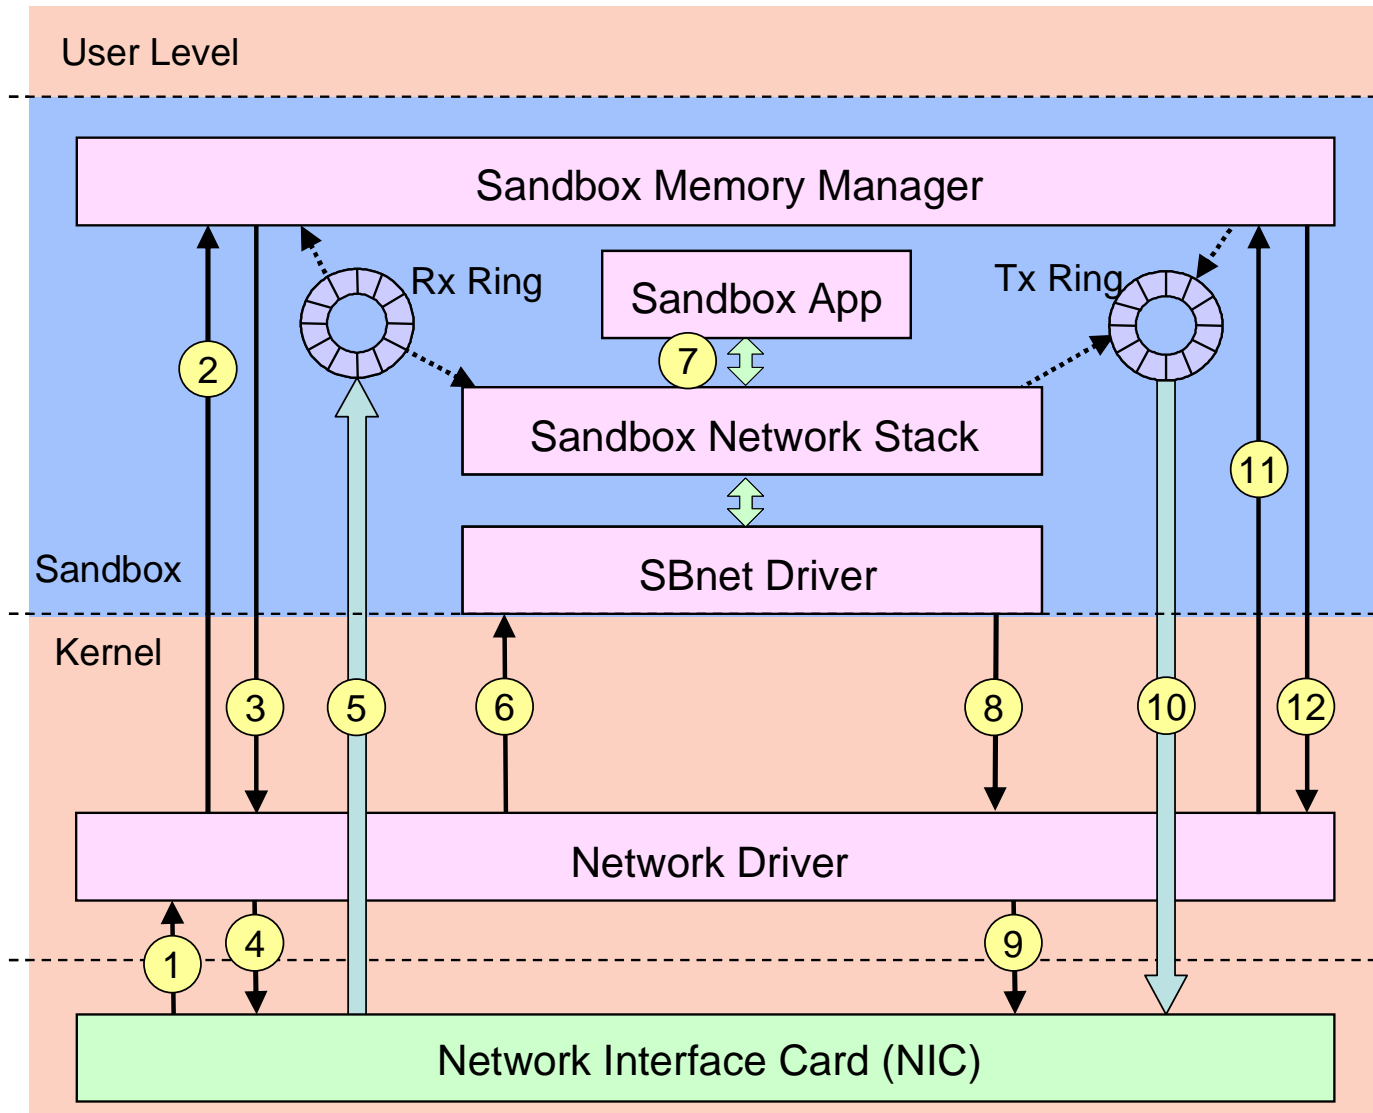 User Level
Sandbox Memory Manager
Rx Ring
Sandbox App
Tx Ring
2
7
Sandbox Network Stack
11
Sandbox
SBnet Driver
Kernel
3
5
6
8
10
12
Network Driver
1
4
9
Network Interface Card (NIC)